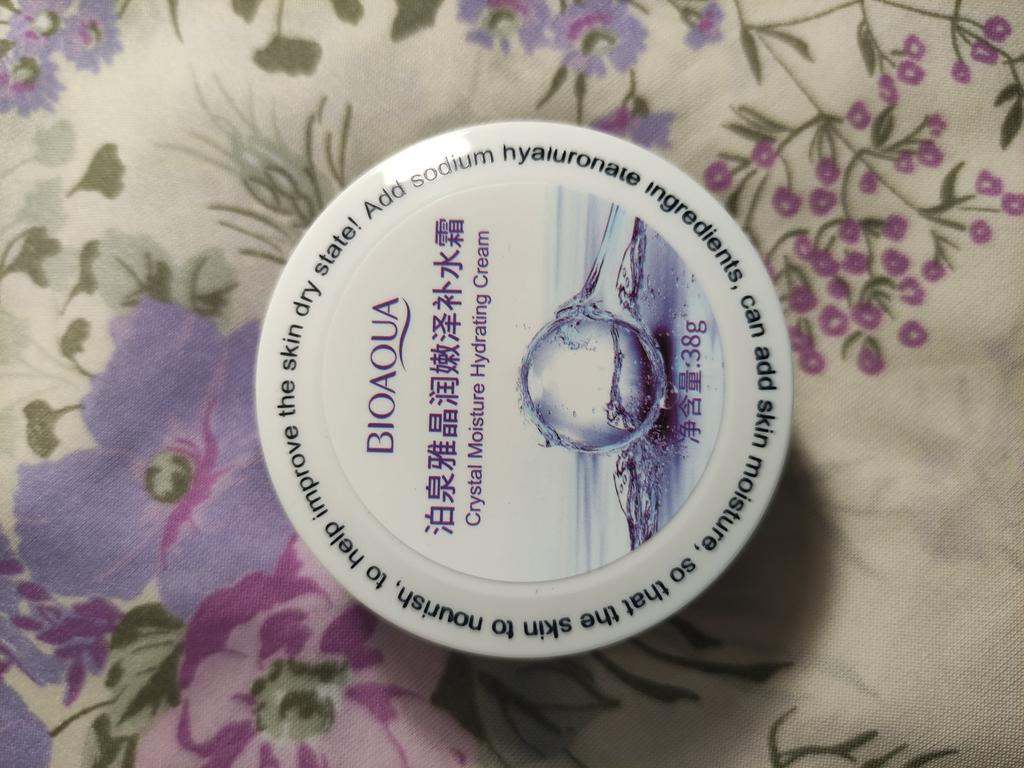 BIOAQUA
泊泉雅晶润嫩泽补水霜
Crystal Moisture Hydrating Cream
净含量:38g
Add sodium hyaluronate ingredients, can add skin moisture, so that the skin to nourish, to help improve the skin dry state!